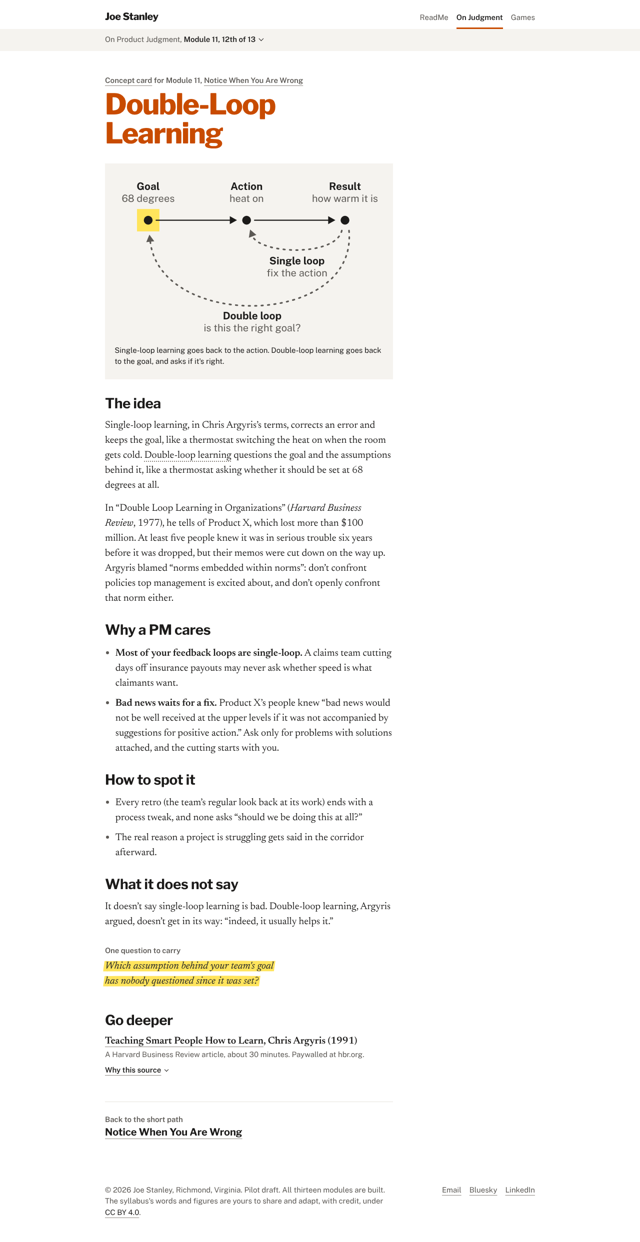 Joe Stanley
ReadMe On Judgment Games
On Product Judgment, Module 11, 12th of 13
Concept card for Module 11, Notice When You Are Wrong
Double-Loop
Learning
Goal Action Result
68 degrees heat on how warm it is
Single loop
fix the action
Double loop
is this the right goal?
Single-loop learning goes back to the action. Double-loop learning goes back
to the goal, and asks if it's right.
The idea
Single-loop learning, in Chris Argyris's terms, corrects an error and
keeps the goal, like a thermostat switching the heat on when the room
gets cold. Double-loop learning questions the goal and the assumptions
behind it, like a thermostat asking whether it should be set at 68
degrees at all.
In “Double Loop Learning in Organizations” (Harvard Business
Review, 1977), he tells of Product X, which lost more than $100
million. At least five people knew it was in serious trouble six years
before it was dropped, but their memos were cut down on the way up.
Argyris blamed “norms embedded within norms”: don't confront
policies top management is excited about, and don't openly confront
that norm either.
Why a PM cares
• Most of your feedback loops are single-loop. A claims team cutting
days off insurance payouts may never ask whether speed is what
claimants want.
• Bad news waits for a fix. Product X's people knew “bad news would
not be well received at the upper levels if it was not accompanied by
suggestions for positive action.” Ask only for problems with solutions
attached, and the cutting starts with you.
How to spot it
• Every retro (the team's regular look back at its work) ends with a
process tweak, and none asks “should we be doing this at all?”
• The real reason a project is struggling gets said in the corridor
afterward.
What it does not say
It doesn't say single-loop learning is bad. Double-loop learning, Argyris
argued, doesn't get in its way: “indeed, it usually helps it.”
One question to carry
Which assumption behind your team's goal
has nobody questioned since it was set?
Go deeper
Teaching Smart People How to Learn, Chris Argyris (1991)
A Harvard Business Review article, about 30 minutes. Paywalled at hbr.org.
Why this source
Back to the short path
Notice When You Are Wrong
© 2026 Joe Stanley, Richmond, Virginia. Pilot draft. All thirteen modules are built.
The syllabus's words and figures are yours to share and adapt, with credit, under
CC BY 4.0.
Email Bluesky LinkedIn